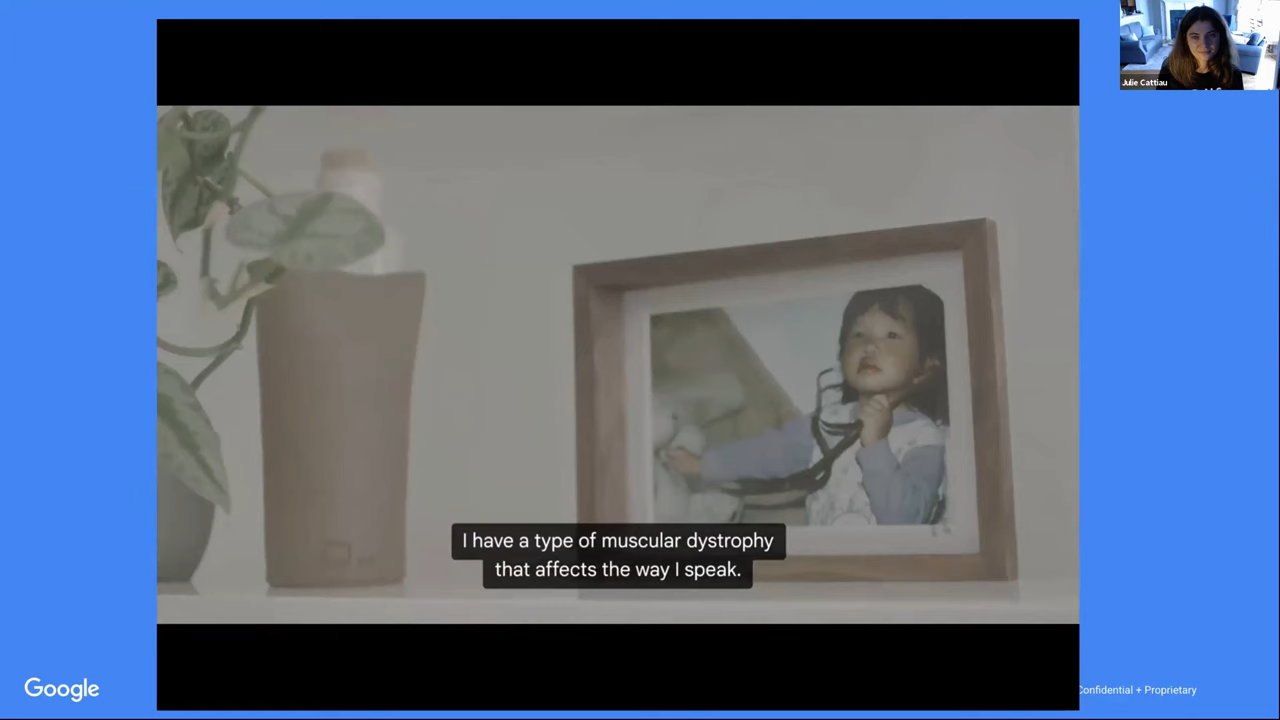 Julie Cattiau
I have a type of muscular dystrophy
that affects the way I speak.
Google
Confidential + Proprietary